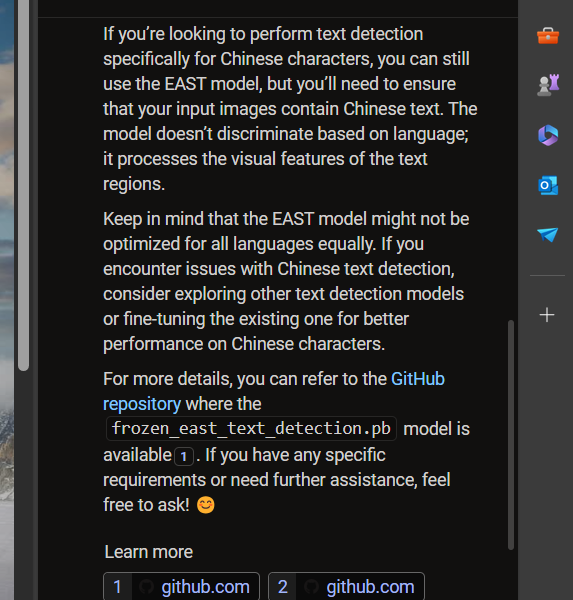 If you’re looking to perform text detection
specifically for Chinese characters, you can still
use the EAST model, but you’ll need to ensure
that your input images contain Chinese text. The
model doesn’t discriminate based on language;
it processes the visual features of the text
regions.
Keep in mind that the EAST model might not be
optimized for all languages equally. If you
encounter issues with Chinese text detection,
consider exploring other text detection models
or fine-tuning the existing one for better
performance on Chinese characters.
For more details, you can refer to the GitHub
repository where the
frozen_east_text_detection.pb model is
available 1 . If you have any specific
requirements or need further assistance, feel
free to ask! 😊
Learn more
1 github.com 2 github.com